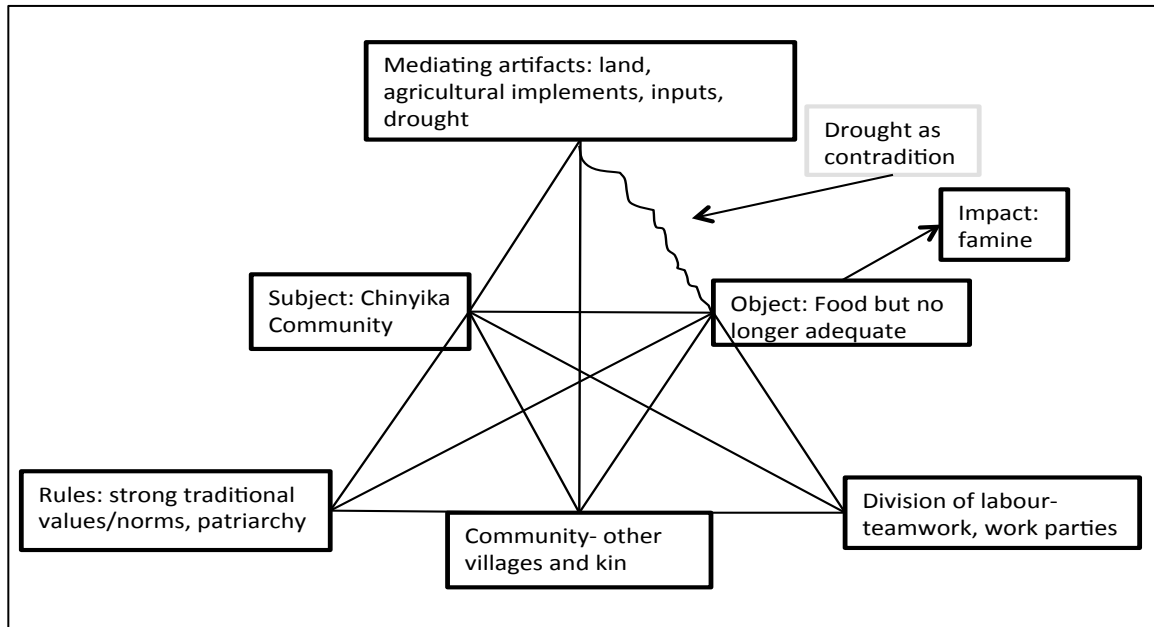 Mediating artifacts: land,
agricultural implements, inputs,
drought
Drought as
contradition
Impact:
famine
Subject: Chinyika
Community
Object: Food but no
longer adequate
Rules: strong traditional
values/norms, patriarchy
Community- other
villages and kin
Division of labour-
teamwork, work parties